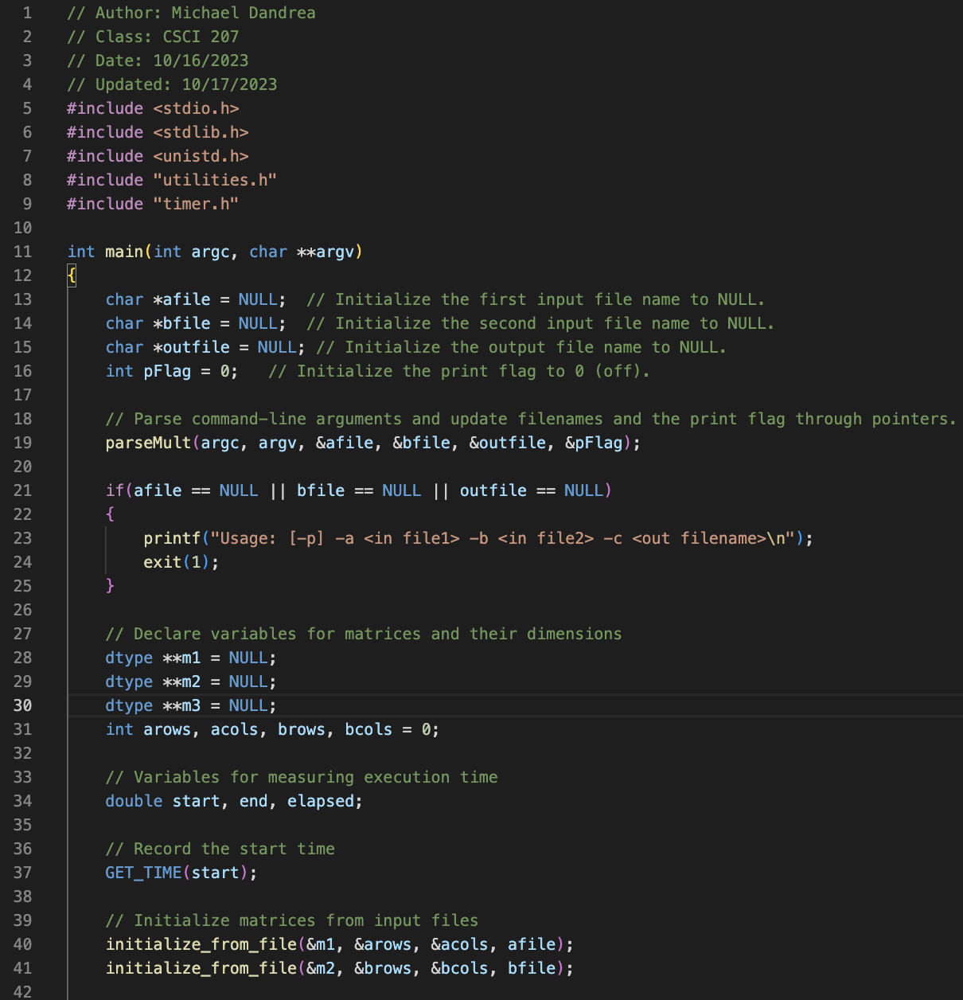 1 // Author: Michael Dandrea
2 // Class: CSCI 207
3 // Date: 10/16/2023
4 // Updated: 10/17/2023
5 #include <stdio.h>
6 #include <stdlib.h>
7 #include <unistd.h>
8 #include "utilities.h"
9 #include "timer.h"
10
11 int main(int argc, char **argv)
12 {
13     char *afile = NULL;  // Initialize the first input file name to NULL.
14     char *bfile = NULL;  // Initialize the second input file name to NULL.
15     char *outfile = NULL; // Initialize the output file name to NULL.
16     int pFlag = 0;   // Initialize the print flag to 0 (off).
17
18     // Parse command-line arguments and update filenames and the print flag through pointers.
19     parseMult(argc, argv, &afile, &bfile, &outfile, &pFlag);
20
21     if(afile == NULL || bfile == NULL || outfile == NULL)
22     {
23         printf("Usage: [-p] -a <in file1> -b <in file2> -c <out filename>\n");
24         exit(1);
25     }
26
27     // Declare variables for matrices and their dimensions
28     dtype **m1 = NULL;
29     dtype **m2 = NULL;
30     dtype **m3 = NULL;
31     int arows, acols, brows, bcols = 0;
32
33     // Variables for measuring execution time
34     double start, end, elapsed;
35
36     // Record the start time
37     GET_TIME(start);
38
39     // Initialize matrices from input files
40     initialize_from_file(&m1, &arows, &acols, afile);
41     initialize_from_file(&m2, &brows, &bcols, bfile);
42